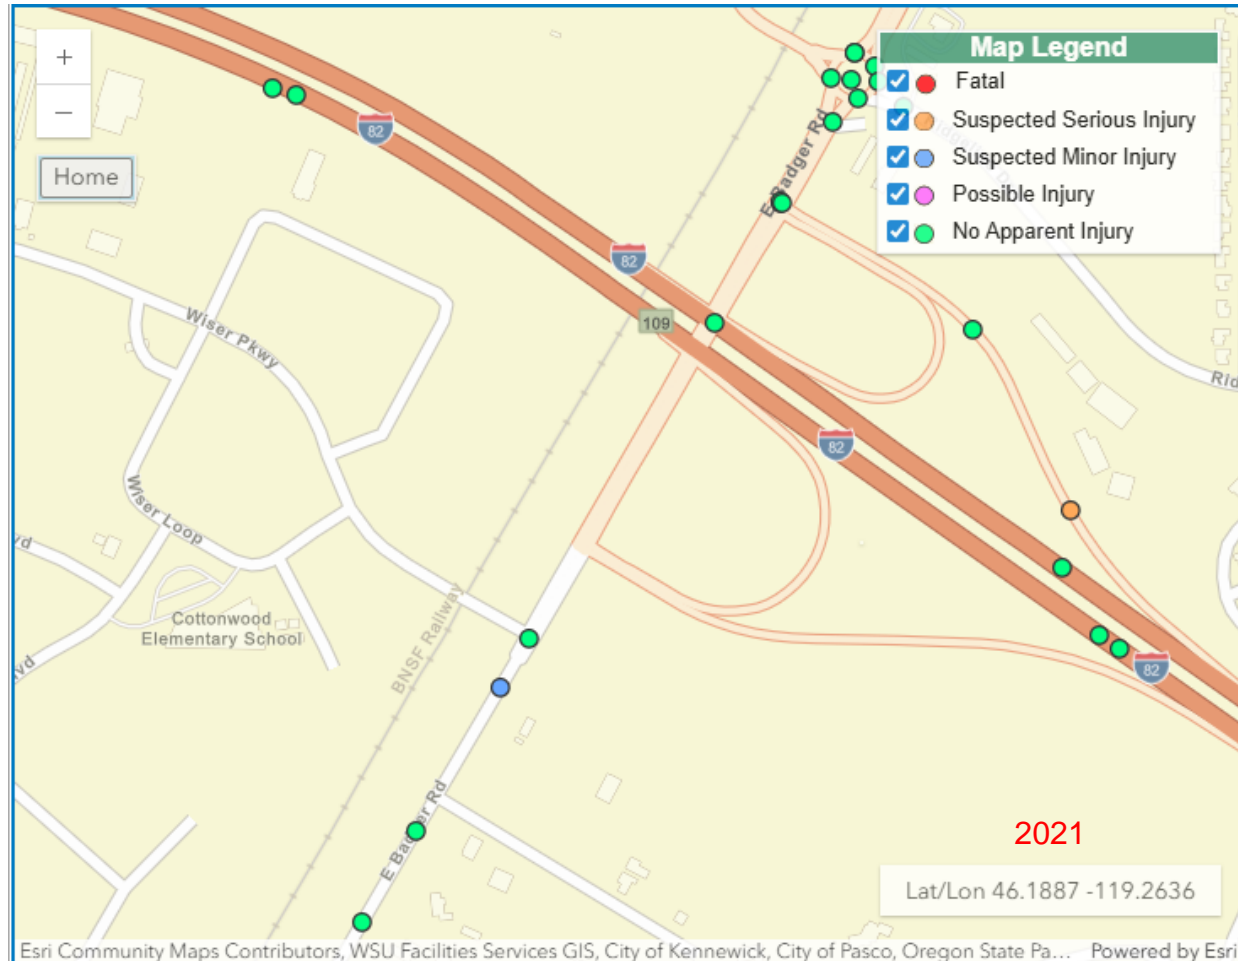 +
−
Home
82
82
82
82
109
Map Legend
Fatal
Suspected Serious Injury
Suspected Minor Injury
Possible Injury
No Apparent Injury
E Badger Rd
Wiser Pkwy
Wiser Loop
Cottonwood
Elementary School
BNSF Railway
E Badger Rd
Rid
vd
lvd
2021
Lat/Lon 46.1887 -119.2636
Esri Community Maps Contributors, WSU Facilities Services GIS, City of Kennewick, City of Pasco, Oregon State Pa... Powered by Esri